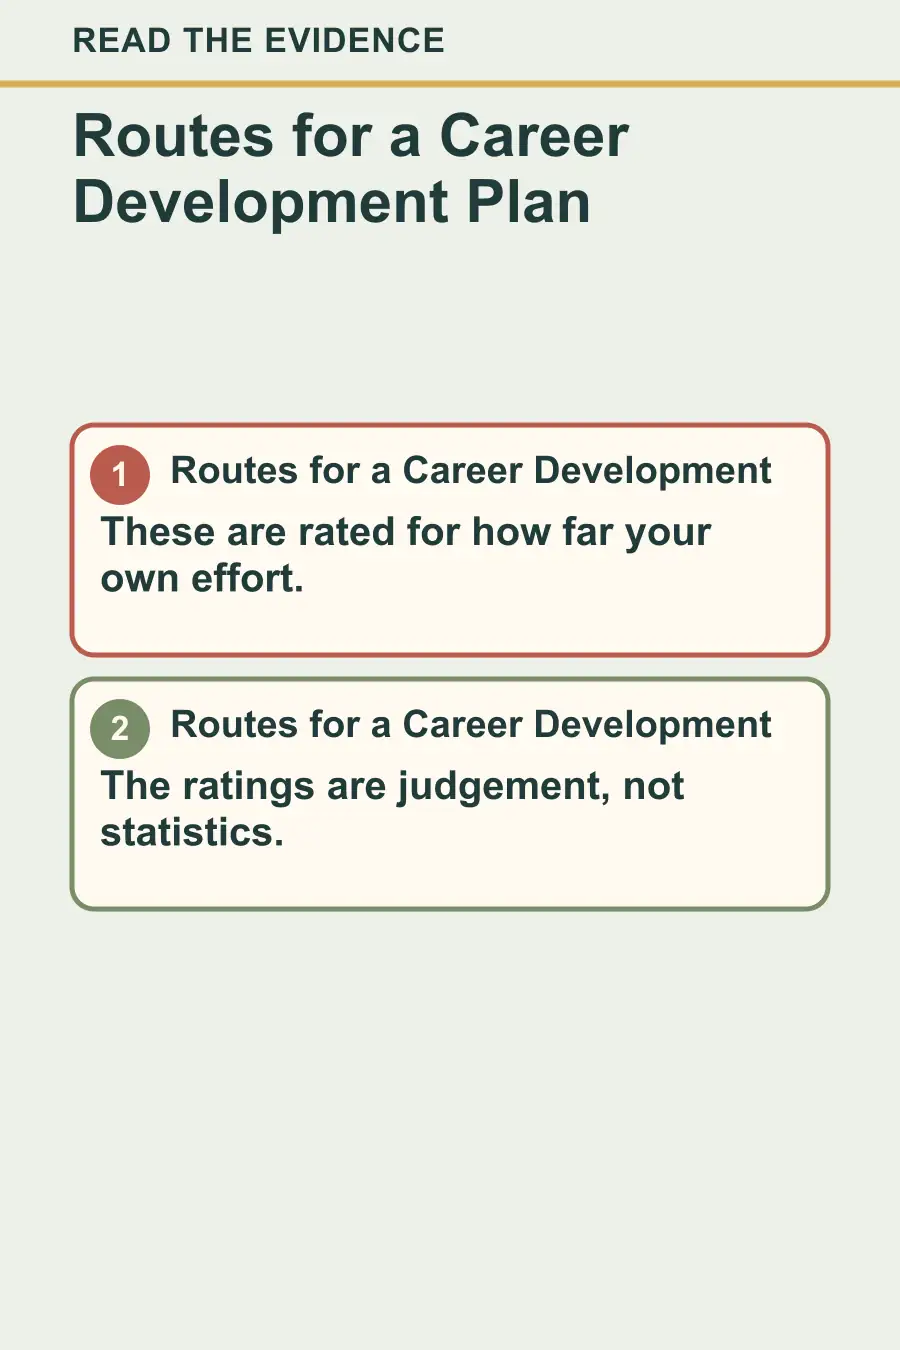 READ THE EVIDENCE
Routes for a Career
Development Plan
1
Routes for a Career Development
These are rated for how far your
own effort.
2
Routes for a Career Development
The ratings are judgement, not
statistics.